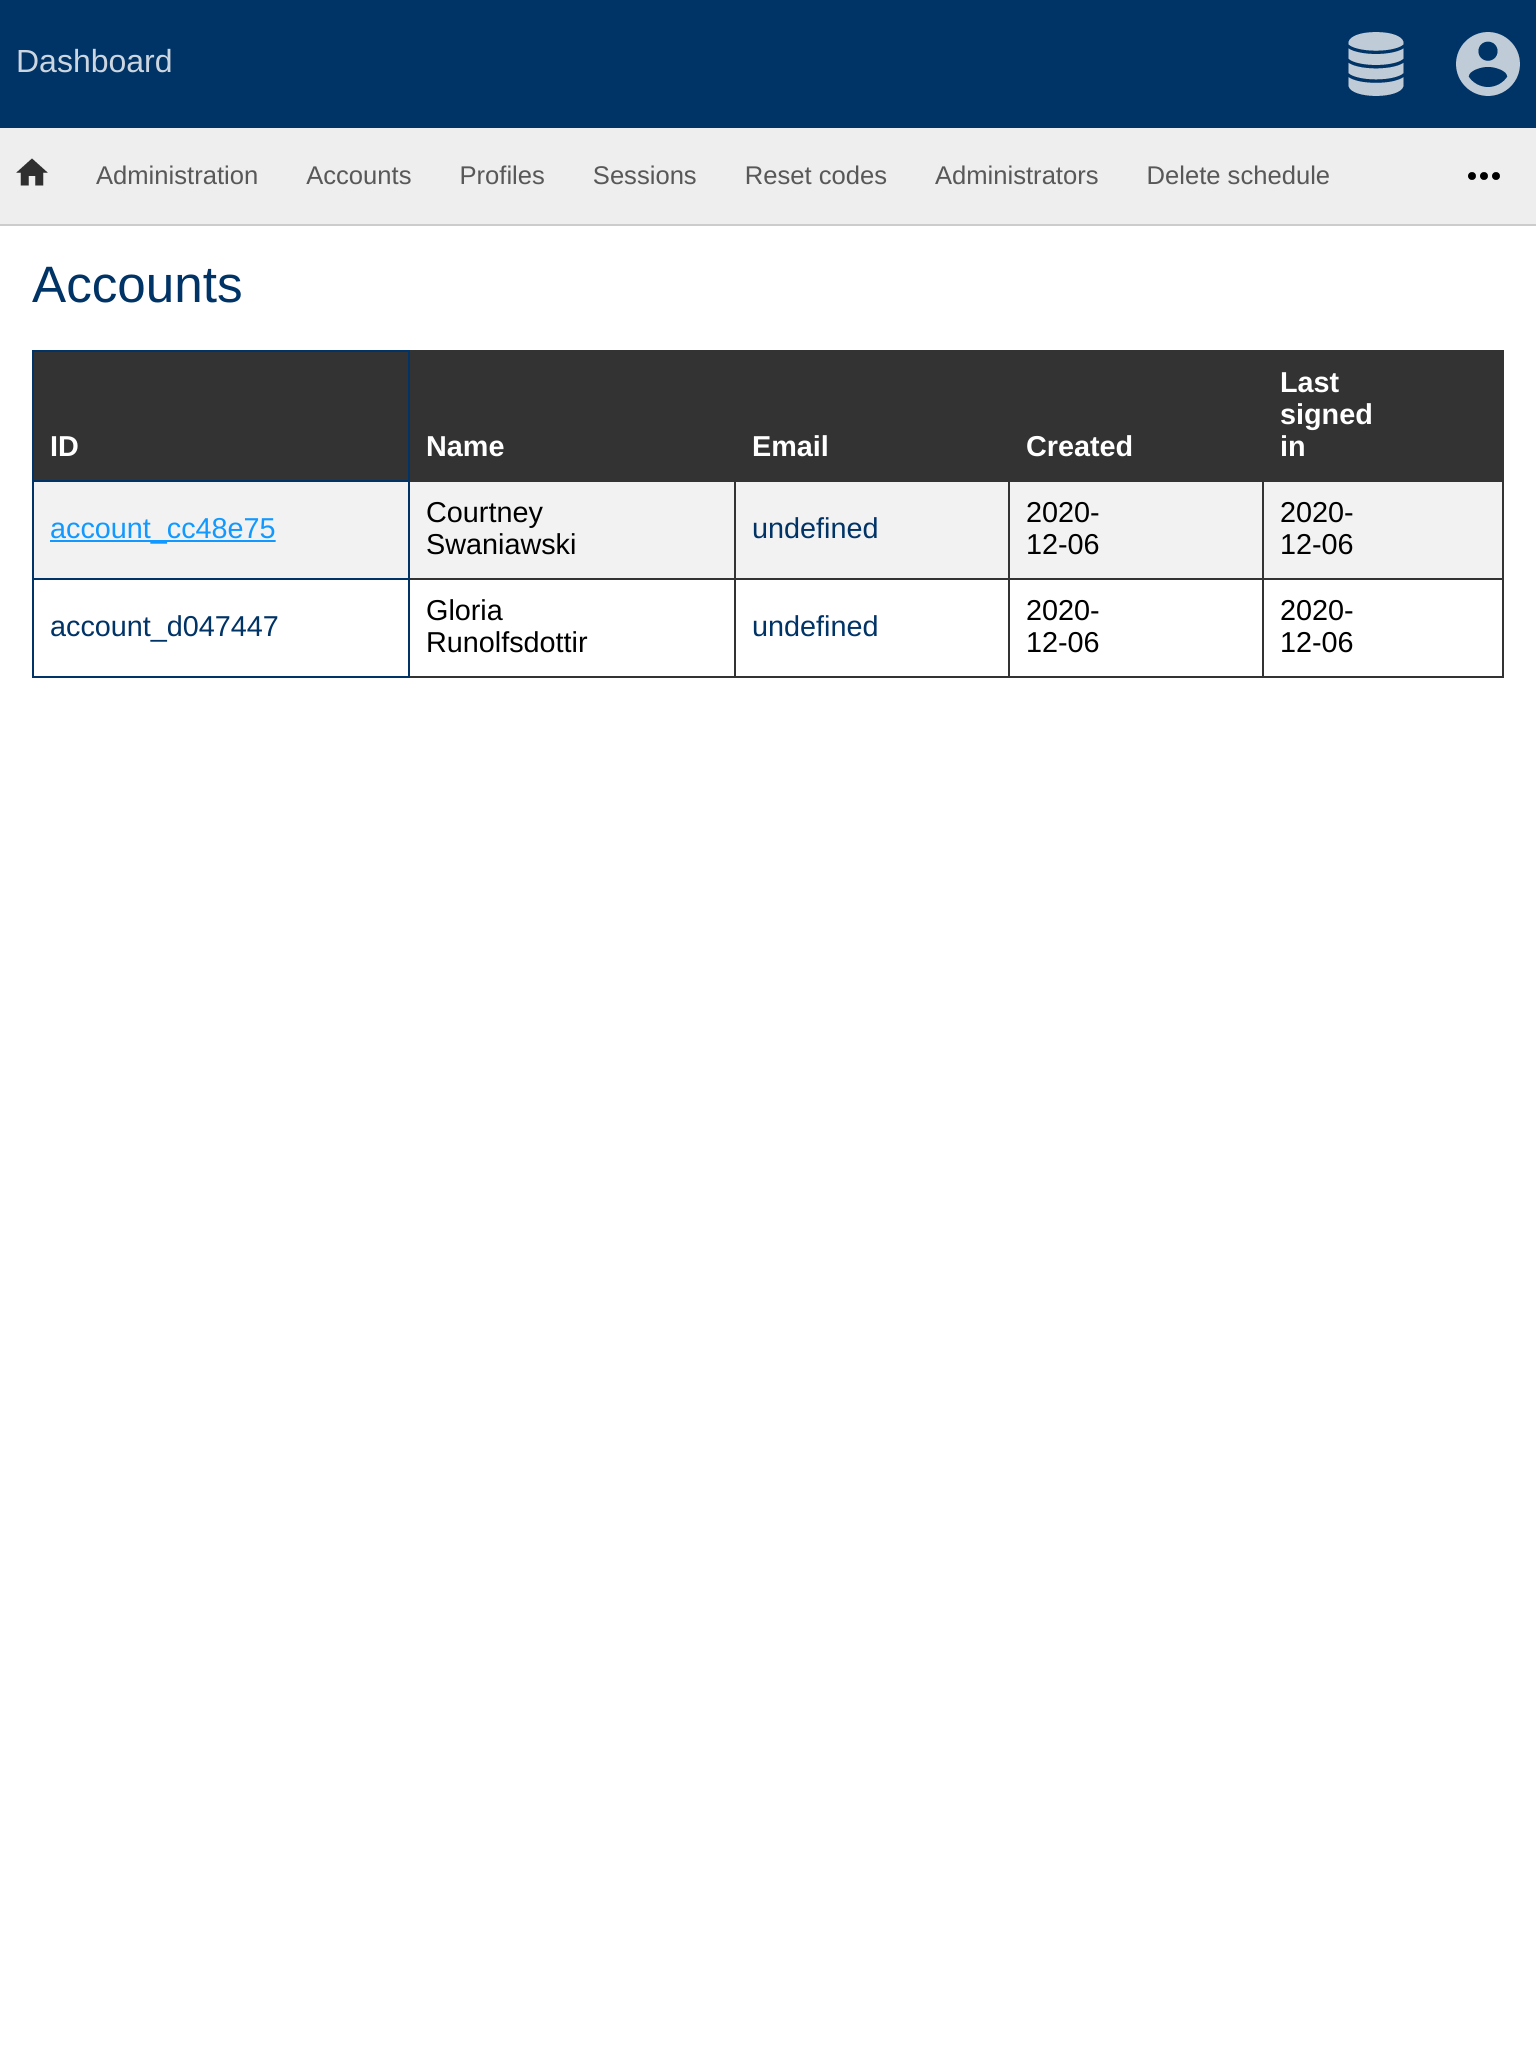 Dashboard
Administration Accounts Profiles Sessions Reset codes Administrators Delete schedule
Accounts
ID Name Email Created Last
signed
in
account_cc48e75 Courtney
Swaniawski undefined 2020-
12-06 2020-
12-06
account_d047447 Gloria
Runolfsdottir undefined 2020-
12-06 2020-
12-06